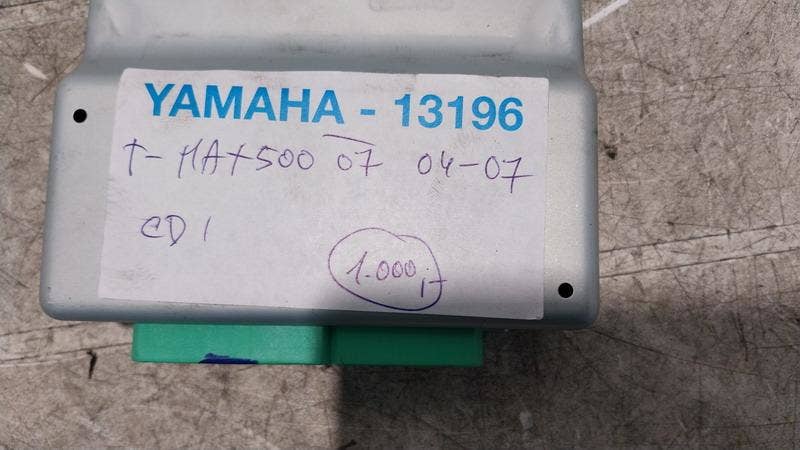 YAMAHA - 13196
T-MAX500 07 04-07
CDI
1.000,-